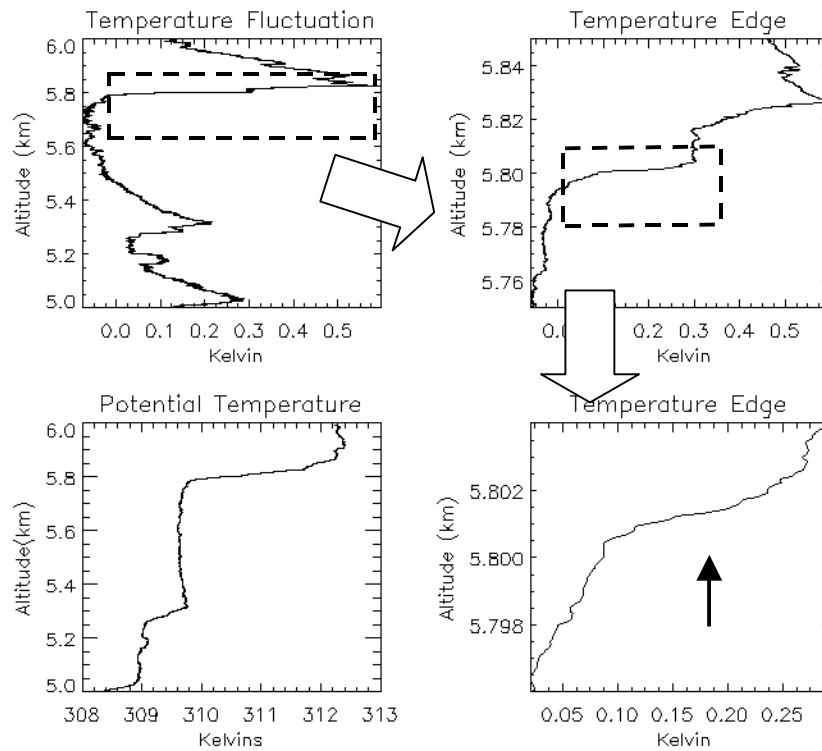 Temperature Fluctuation
6.0
5.8
5.6
5.4
5.2
5.0
Altitude (km)
0.0 0.1 0.2 0.3 0.4 0.5
Kelvin
Temperature Edge
5.84
5.82
5.80
5.78
5.76
Altitude (km)
0.0 0.2 0.3 0.4 0.5
Kelvin
Potential Temperature
6.0
5.8
5.6
5.4
5.2
5.0
Altitude(km)
308 309 310 311 312 313
Kelvins
Temperature Edge
5.802
5.800
5.798
Altitude (km)
0.05 0.10 0.15 0.20 0.25
Kelvin